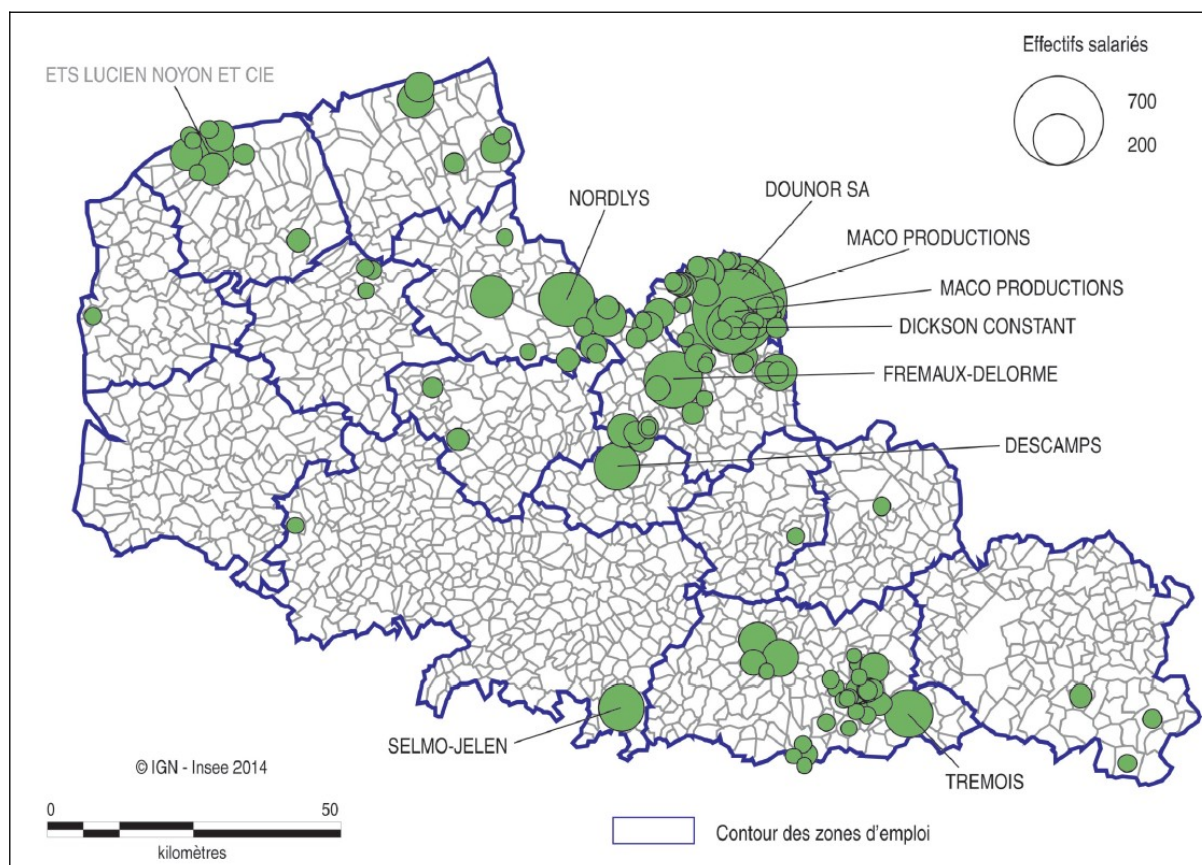 Effectifs salariés
700
200
ETS LUCIEN NOYON ET CIE
DOUNOR SA
NORDLYS
MACO PRODUCTIONS
MACO PRODUCTIONS
DICKSON CONSTANT
FREMAUX-DELORME
DESCAMPS
SELMO-JELEN
TREMOIS
© IGN - Insee 2014
0
50
kilomètres
Contour des zones d'emploi